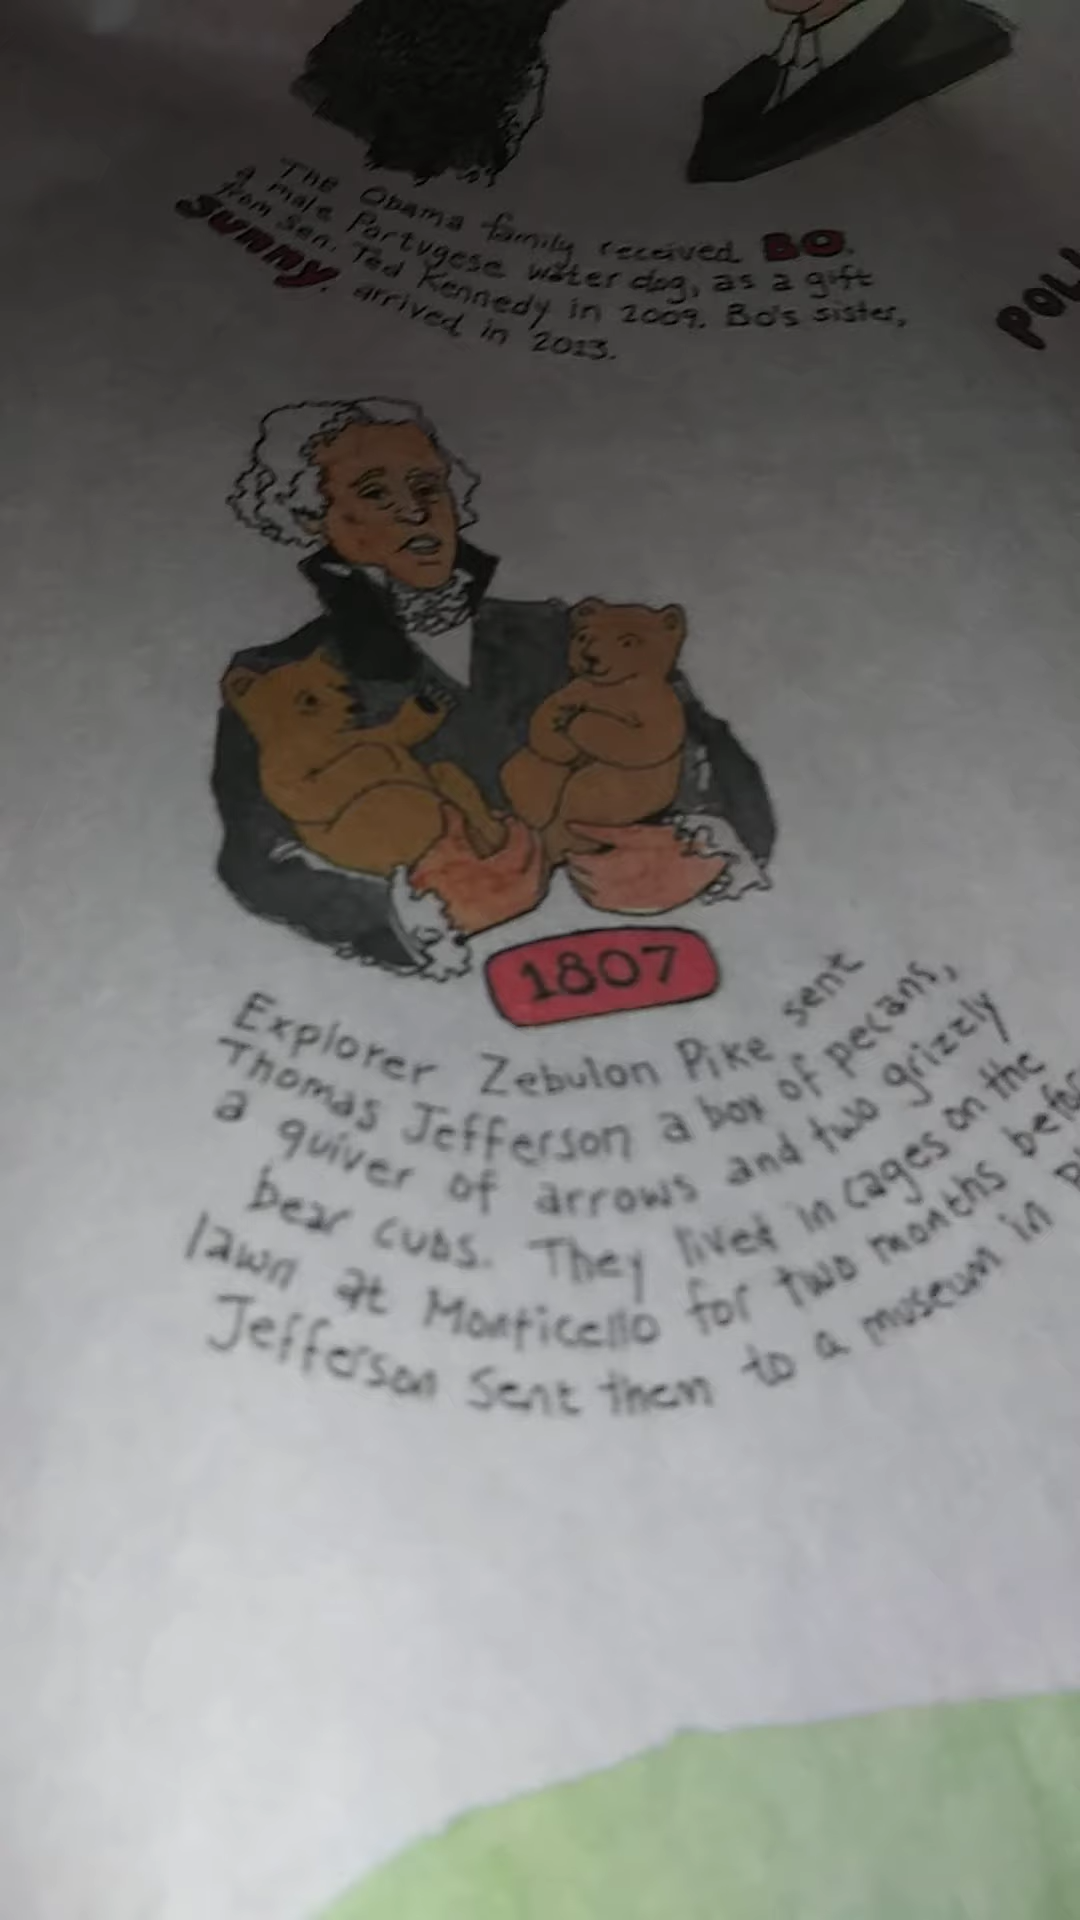 The Obama family received BO,
a male Portugese water dog, as a gift
from Sen. Ted Kennedy in 2009. Bo's sister,
SUNNY, arrived in 2013.
POL
1807
Explorer Zebulon Pike sent
Thomas Jefferson a box of pecans,
a quiver of arrows and two grizzly
bear cubs. They lived in cages on the
lawn at Monticello for two months befo
Jefferson sent them to a museum in